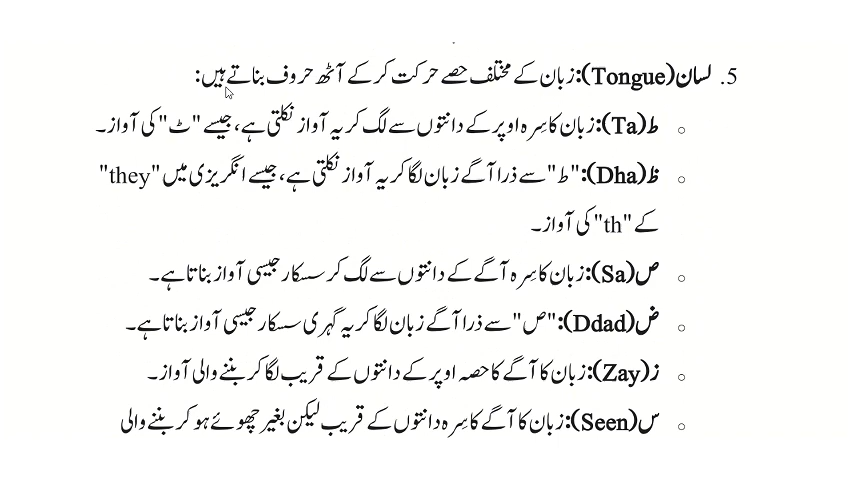 5. لسان (Tongue): زبان کے مختلف حصے حرکت کر کے آٹھ حروف بناتے ہیں:
○ ط (Ta): زبان کا سِرہ اوپر کے دانتوں سے لگ کر یہ آواز نکلتی ہے، جیسے "ٹ" کی آواز۔
○ ظ (Dha): "ط" سے ذرا آگے زبان لگا کر یہ آواز نکلتی ہے، جیسے انگریزی میں "they"
کے "th" کی آواز۔
○ ص (Sa): زبان کا سِرہ آگے کے دانتوں سے لگ کر سسکار جیسی آواز بناتا ہے۔
○ ض (Ddad): "ص" سے ذرا آگے زبان لگا کر یہ گہری سسکار جیسی آواز بناتا ہے۔
○ ز (Zay): زبان کا آگے کا حصہ اوپر کے دانتوں کے قریب لگا کر بننے والی آواز۔
○ س (Seen): زبان کا آگے کا سِرہ دانتوں کے قریب لیکن بغیر چھوئے ہو کر بننے والی